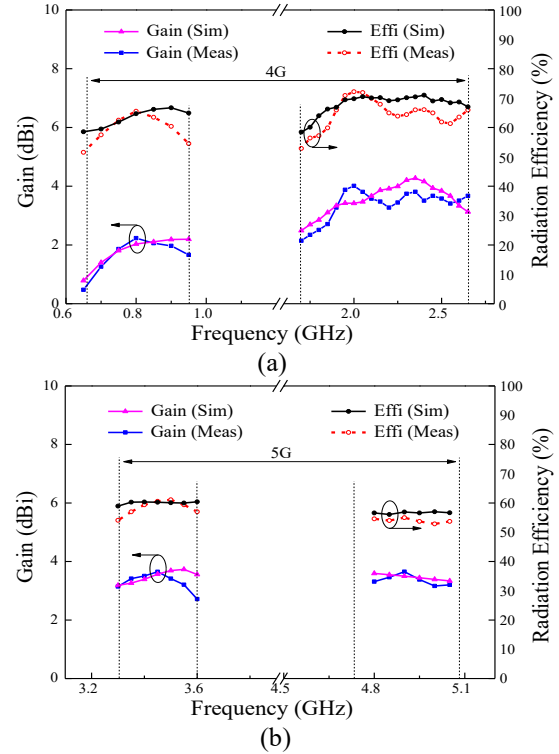 10
100
Gain (Sim)
Effi (Sim)
Gain (Meas)
Effi (Meas)
90
8
80
4G
70
6
60
50
4
40
30
2
20
10
0
0
Gain (dBi)
Radiation Efficiency (%)
0.6
0.8
1.0
2.0
2.5
Frequency (GHz)
(a)
10
100
Gain (Sim)
Effi (Sim)
Gain (Meas)
Effi (Meas)
90
8
80
5G
70
6
60
50
4
40
30
2
20
10
0
0
Gain (dBi)
Radiation Efficiency (%)
3.2
3.6
4.5
4.8
5.1
Frequency (GHz)
(b)